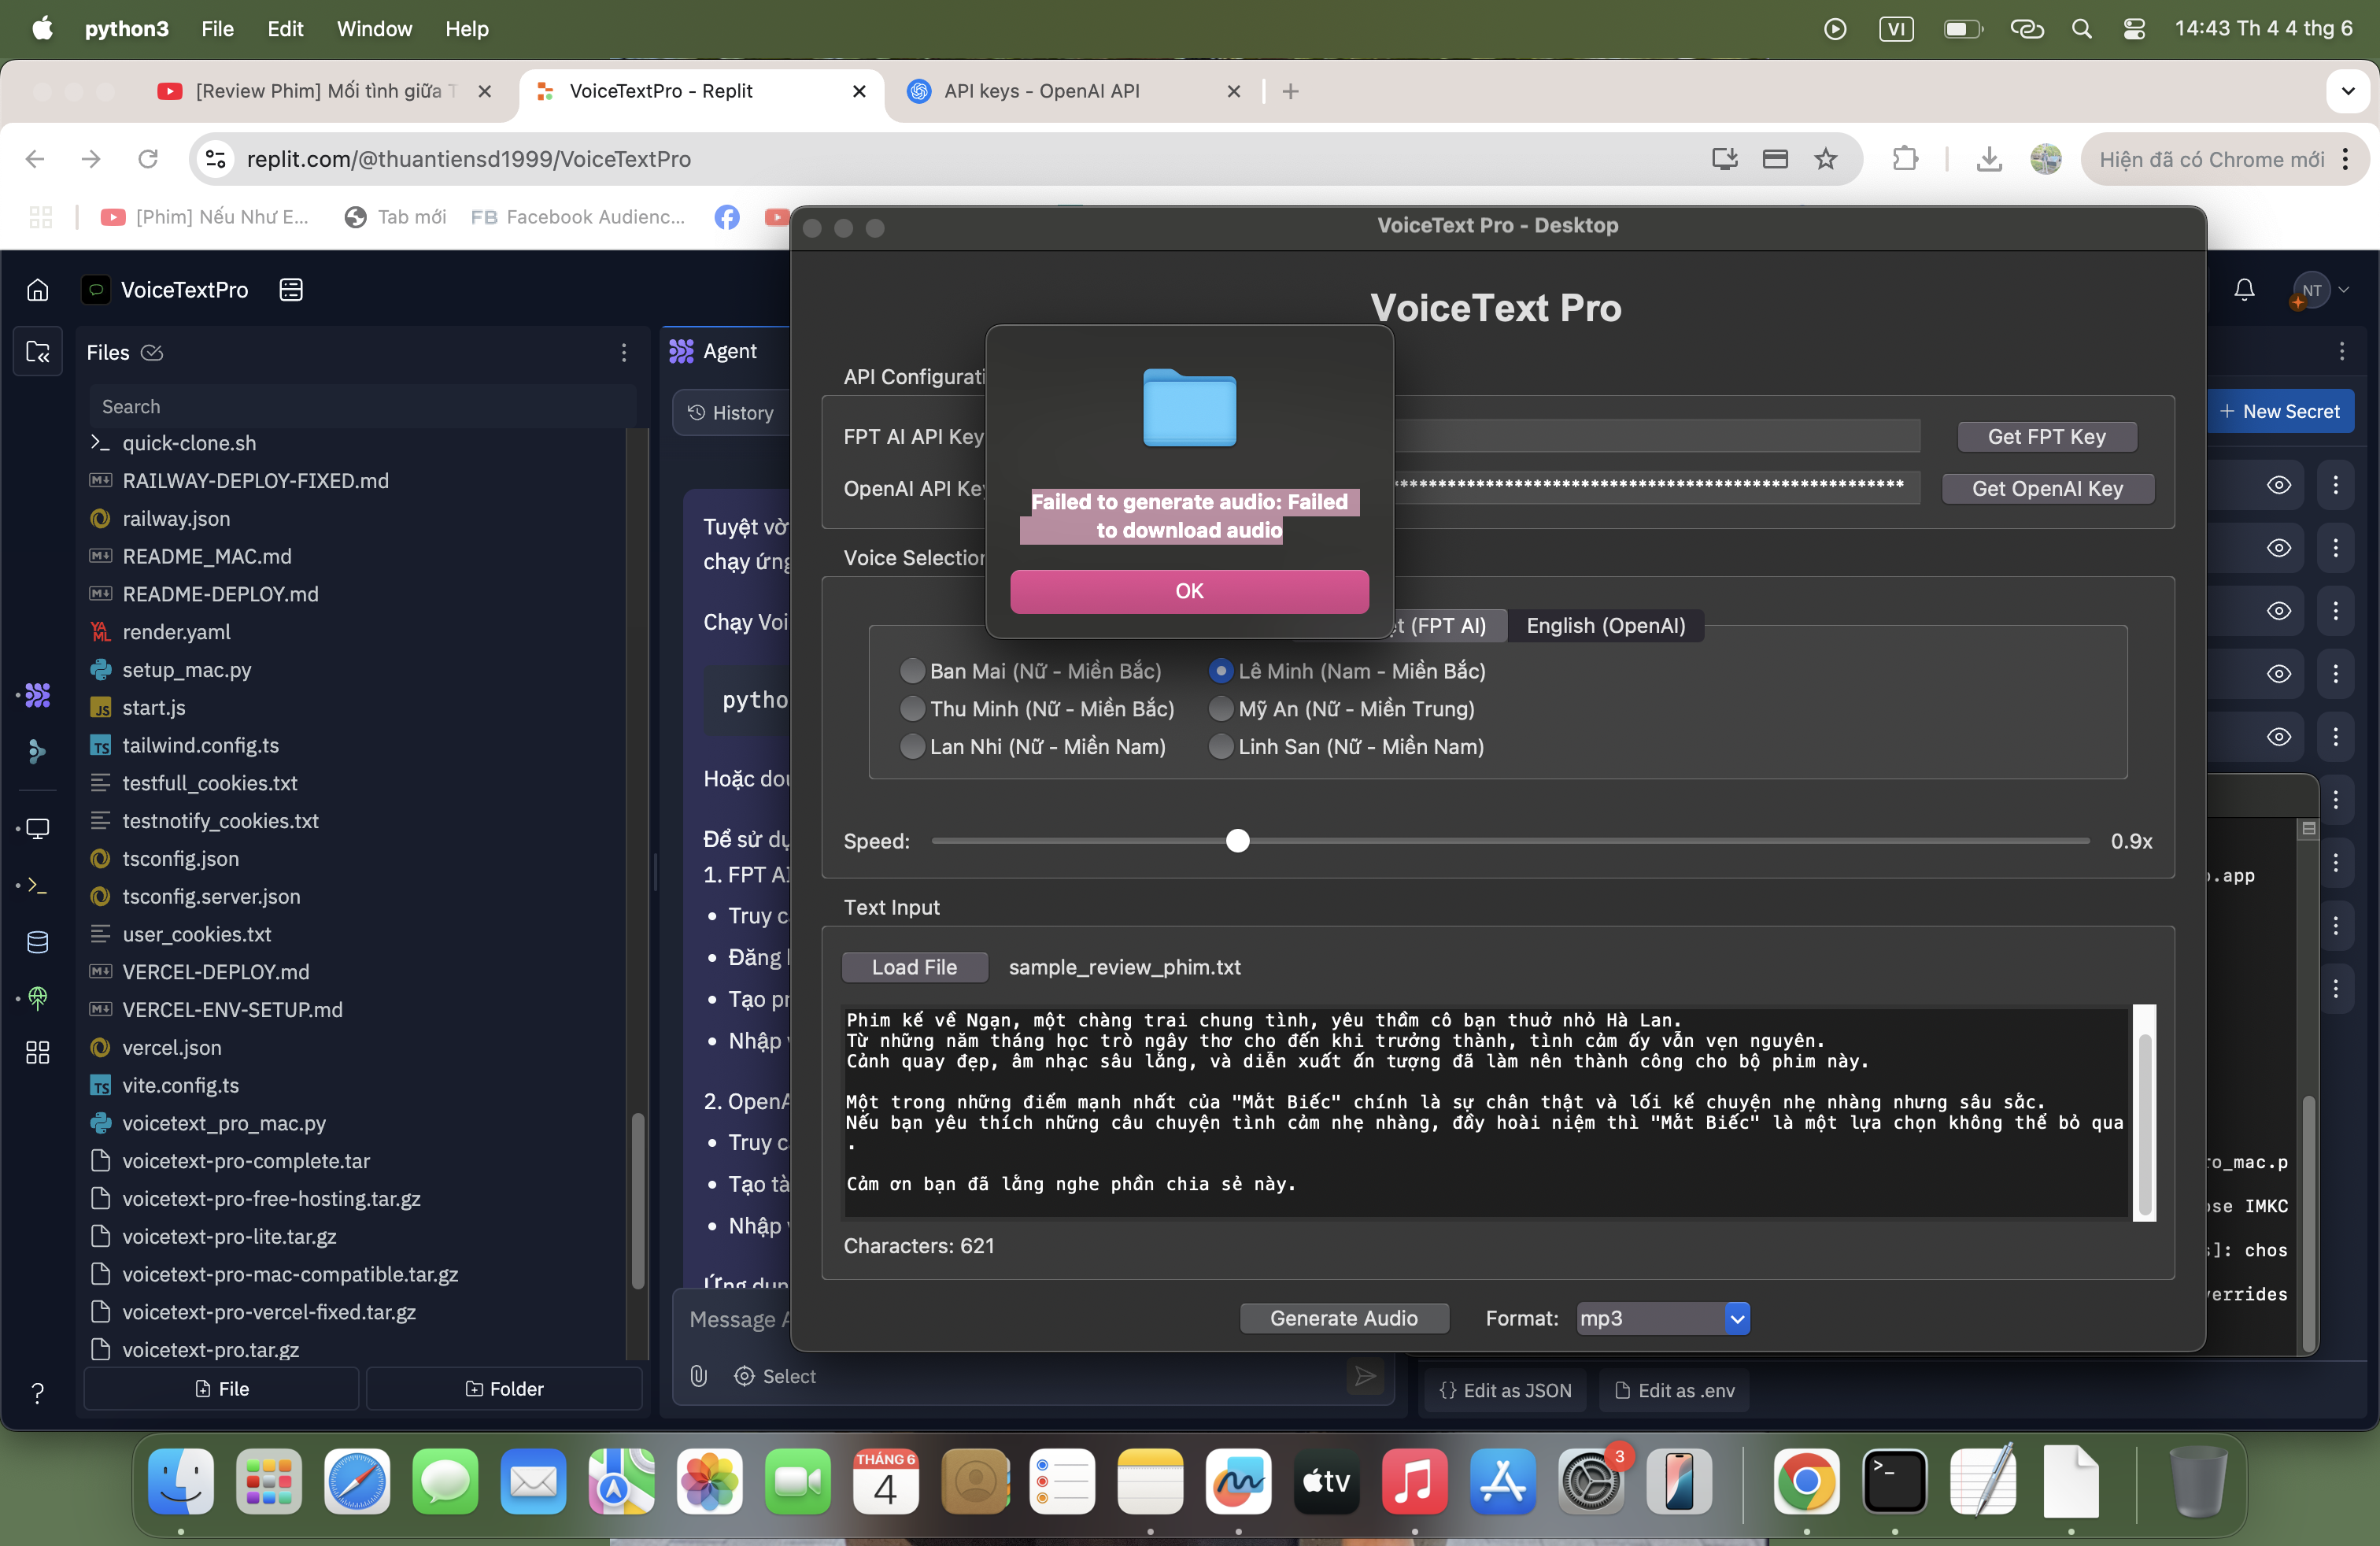 python3 File Edit Window Help
VI
14:43 Th 4 4 thg 6
[Review Phim] Mối tình giữa T
VoiceTextPro - Replit
API keys - OpenAI API
replit.com/@thuantiensd1999/VoiceTextPro
Hiện đã có Chrome mới
[Phim] Nếu Như E...
Tab mới
FB Facebook Audienc...
VoiceTextPro
NT
Files
Search
quick-clone.sh
RAILWAY-DEPLOY-FIXED.md
railway.json
README_MAC.md
README-DEPLOY.md
render.yaml
setup_mac.py
start.js
tailwind.config.ts
testfull_cookies.txt
testnotify_cookies.txt
tsconfig.json
tsconfig.server.json
user_cookies.txt
VERCEL-DEPLOY.md
VERCEL-ENV-SETUP.md
vercel.json
vite.config.ts
voicetext_pro_mac.py
voicetext-pro-complete.tar
voicetext-pro-free-hosting.tar.gz
voicetext-pro-lite.tar.gz
voicetext-pro-mac-compatible.tar.gz
voicetext-pro-vercel-fixed.tar.gz
voicetext-pro.tar.gz
File
Folder
Agent
History
Tuyệt vờ
chạy ứng
Chạy Voi
pytho
Hoặc dou
Để sử dụ
1. FPT AI
• Truy c
• Đăng
• Tạo pr
• Nhập
2. OpenA
• Truy c
• Tạo tà
• Nhập
Ứng dụn
Message A
Select
VoiceText Pro - Desktop
VoiceText Pro
API Configurati
FPT AI API Key
Get FPT Key
OpenAI API Key
Get OpenAI Key
Failed to generate audio: Failed
to download audio
OK
Voice Selection
(FPT AI)
English (OpenAI)
Ban Mai (Nữ - Miền Bắc)
Lê Minh (Nam - Miền Bắc)
Thu Minh (Nữ - Miền Bắc)
Mỹ An (Nữ - Miền Trung)
Lan Nhi (Nữ - Miền Nam)
Linh San (Nữ - Miền Nam)
Speed:
0.9x
Text Input
Load File
sample_review_phim.txt
Phim kể về Ngạn, một chàng trai chung tình, yêu thầm cô bạn thuở nhỏ Hà Lan.
Từ những năm tháng học trò ngây thơ cho đến khi trưởng thành, tình cảm ấy vẫn vẹn nguyên.
Cảnh quay đẹp, âm nhạc sâu lắng, và diễn xuất ấn tượng đã làm nên thành công cho bộ phim này.
Một trong những điểm mạnh nhất của "Mắt Biếc" chính là sự chân thật và lối kể chuyện nhẹ nhàng nhưng sâu sắc.
Nếu bạn yêu thích những câu chuyện tình cảm nhẹ nhàng, đầy hoài niệm thì "Mắt Biếc" là một lựa chọn không thể bỏ qua
.
Cảm ơn bạn đã lắng nghe phần chia sẻ này.
Characters: 621
Generate Audio
Format:
mp3
+ New Secret
.app
ro_mac.p
se IMKC
]: chos
verrides
{} Edit as JSON
Edit as .env
THÁNG 6
4
tv
3